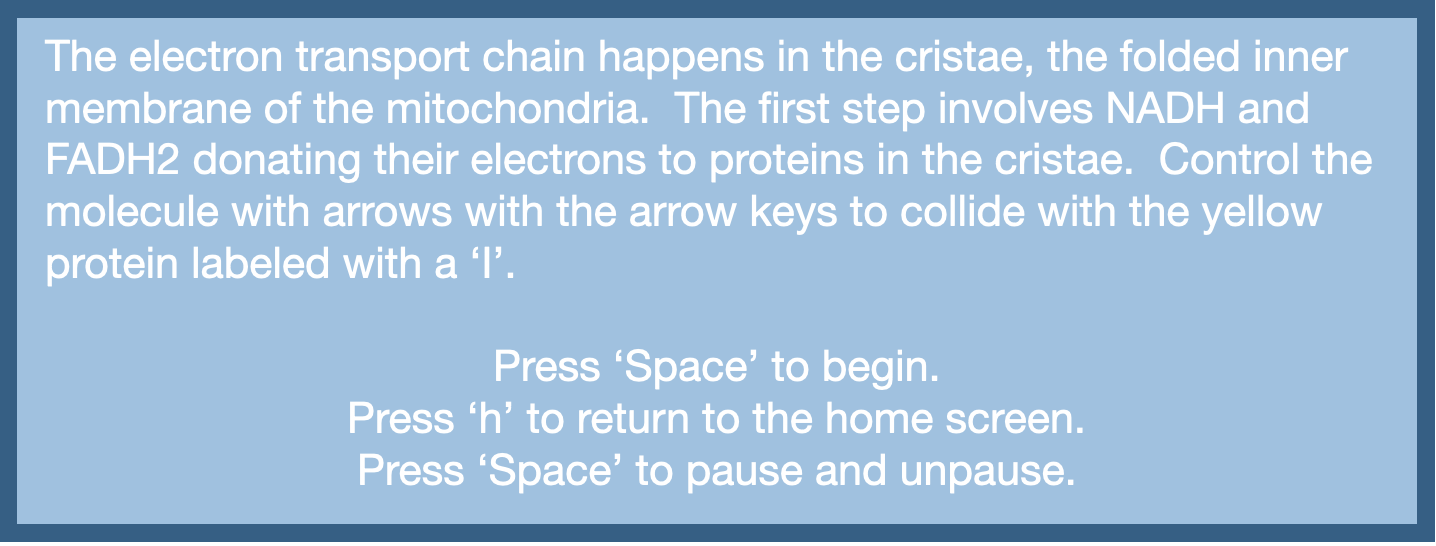 The electron transport chain happens in the cristae, the folded inner
membrane of the mitochondria.  The first step involves NADH and
FADH2 donating their electrons to proteins in the cristae.  Control the
molecule with arrows with the arrow keys to collide with the yellow
protein labeled with a ‘I’.
Press ‘Space’ to begin.
Press ‘h’ to return to the home screen.
Press ‘Space’ to pause and unpause.